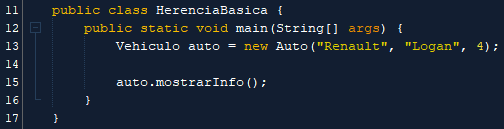 11 public class HerenciaBasica {
12 public static void main(String[] args) {
13 Vehiculo auto = new Auto("Renault", "Logan", 4);
14
15 auto.mostrarInfo();
16 }
17 }